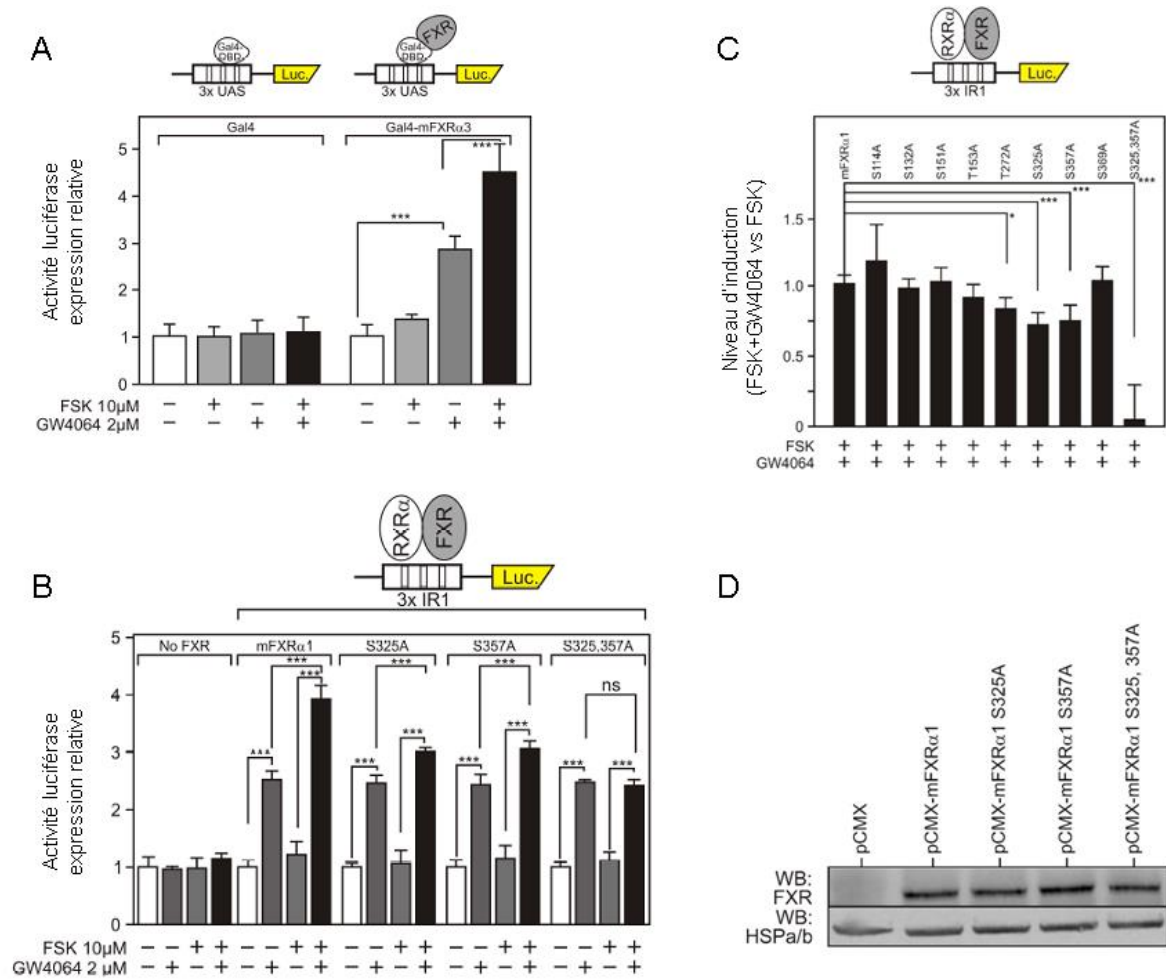 A
Gal4-
DBD
3x UAS
Luc.
FXR
Gal4-
DBD
3x UAS
Luc.
Activité luciférase
expression relative
Gal4
Gal4-mFXRα3
5
4
3
2
1
0
***
***
FSK 10µM
– + – + – + – +
GW4064 2µM
– – + + – – + +
B
RXRα
FXR
3x IR1
Luc.
Activité luciférase
expression relative
No FXR
mFXRα1
S325A
S357A
S325,357A
5
4
3
2
1
0
***
***
***
***
***
***
***
***
***
***
***
ns
FSK 10µM
– – + + – – + + – – + + – – + + – – + +
GW4064 2 µM
– + – + – + – + – + – + – + – + – + – +
C
RXRα
FXR
3x IR1
Luc.
Niveau d'induction
(FSK+GW4064 vs FSK)
mFXRα1
S114A
S132A
S151A
T153A
T272A
S325A
S357A
S369A
S325,357A
1.5
1.0
0.5
0
*
***
***
***
FSK
+ + + + + + + + + +
GW4064
+ + + + + + + + + +
D
pCMX
pCMX-mFXRα1
pCMX-mFXRα1 S325A
pCMX-mFXRα1 S357A
pCMX-mFXRα1 S325, 357A
WB:
FXR
WB:
HSPa/b